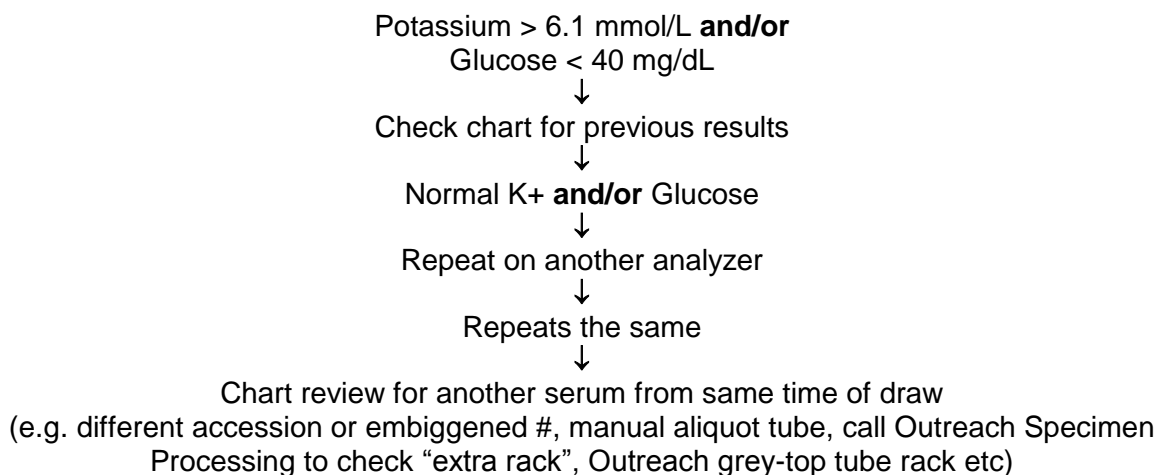 Potassium > 6.1 mmol/L and/or
Glucose < 40 mg/dL
↓
Check chart for previous results
↓
Normal K+ and/or Glucose
↓
Repeat on another analyzer
↓
Repeats the same
↓
Chart review for another serum from same time of draw
(e.g. different accession or embiggened #, manual aliquot tube, call Outreach Specimen
Processing to check “extra rack”, Outreach grey-top tube rack etc)